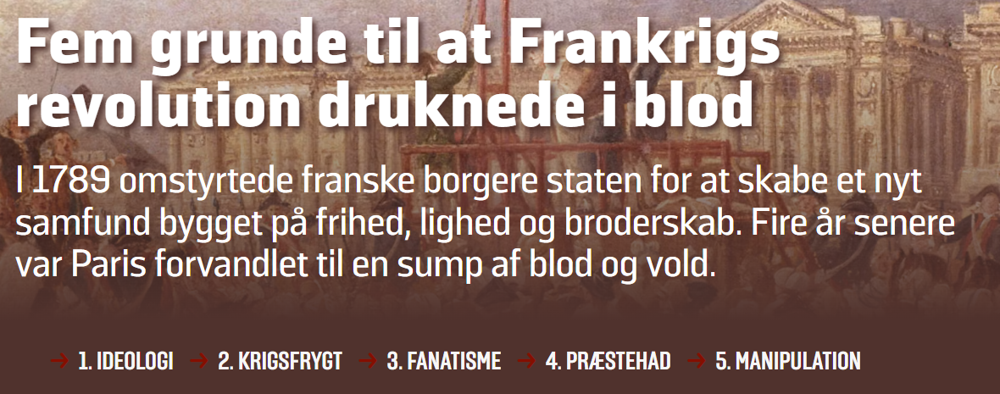 Fem grunde til at Frankrigs
revolution druknede i blod
I 1789 omstyrtede franske borgere staten for at skabe et nyt
samfund bygget på frihed, lighed og broderskab. Fire år senere
var Paris forvandlet til en sump af blod og vold.
→ 1. IDEOLOGI → 2. KRIGSFRYGT → 3. FANATISME → 4. PRÆSTEHAD → 5. MANIPULATION